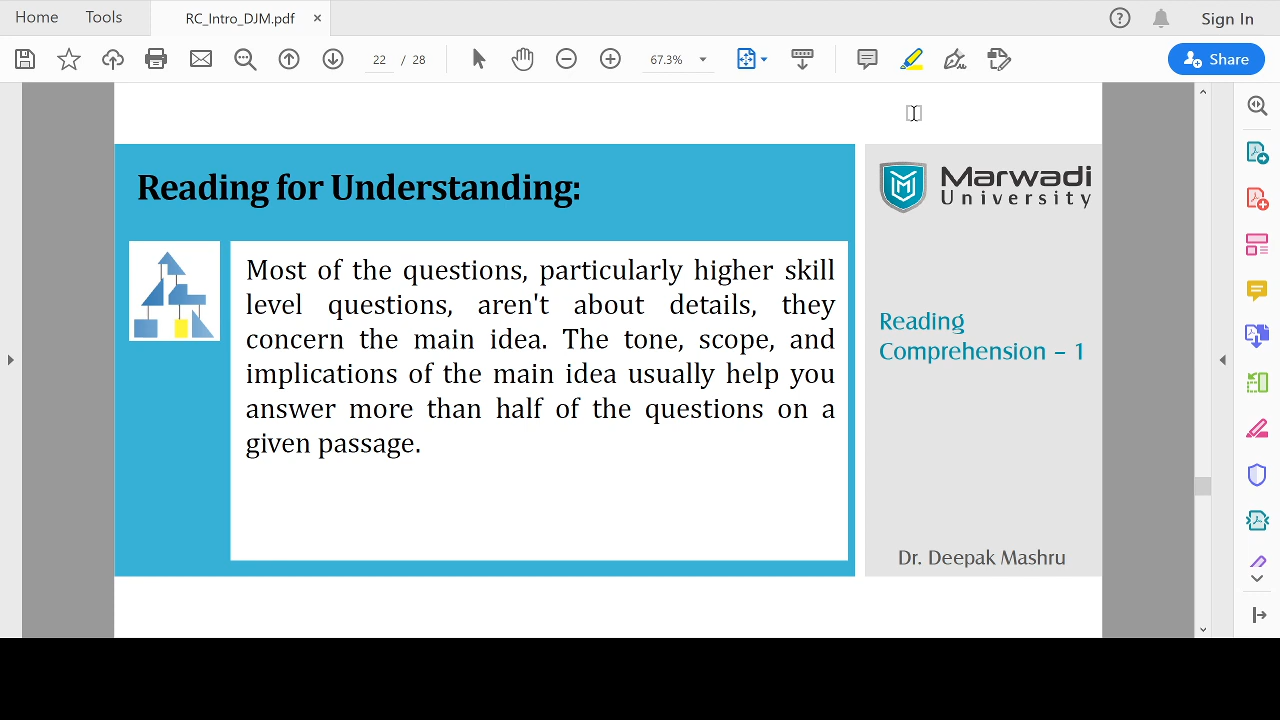 Home
Tools
RC_Intro_DJM.pdf
×
Sign In
22 / 28
67.3%
Share
Reading for Understanding:
Most of the questions, particularly higher skill
level questions, aren't about details, they
concern the main idea. The tone, scope, and
implications of the main idea usually help you
answer more than half of the questions on a
given passage.
Marwadi
University
Reading
Comprehension – 1
Dr. Deepak Mashru